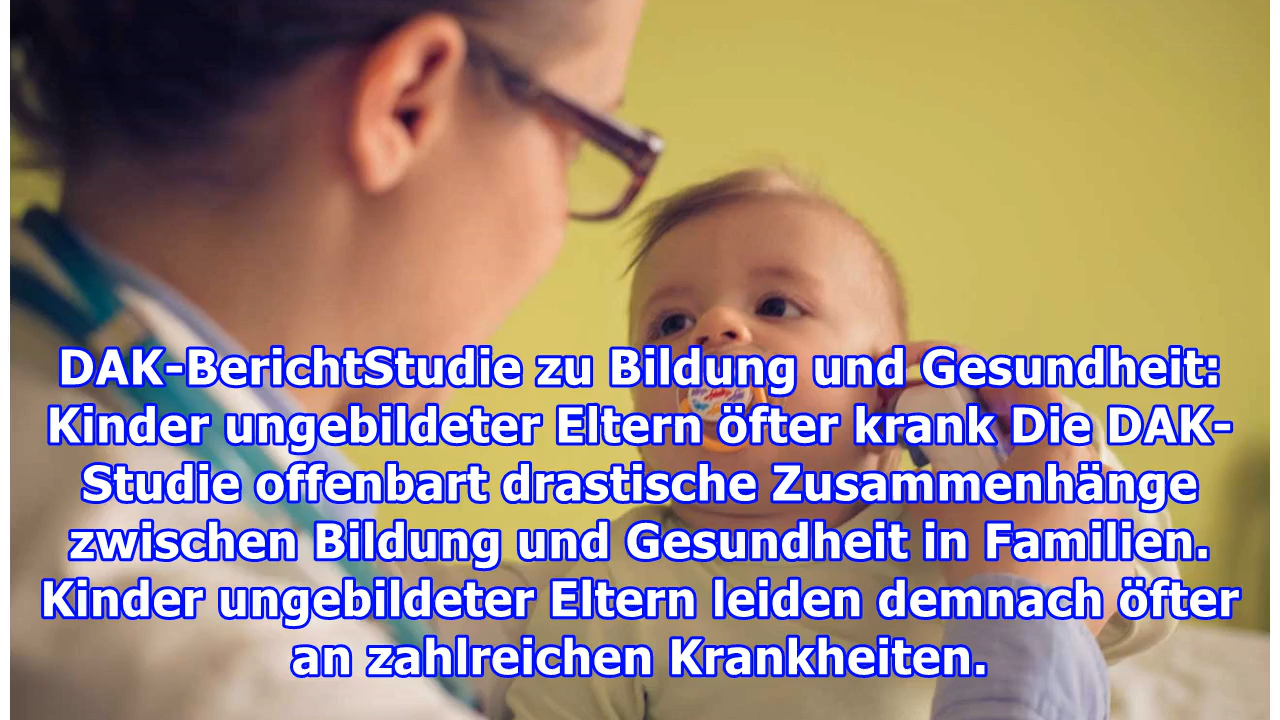 DAK-BerichtStudie zu Bildung und Gesundheit:
Kinder ungebildeter Eltern öfter krank Die DAK-
Studie offenbart drastische Zusammenhänge
zwischen Bildung und Gesundheit in Familien.
Kinder ungebildeter Eltern leiden demnach öfter
an zahlreichen Krankheiten.